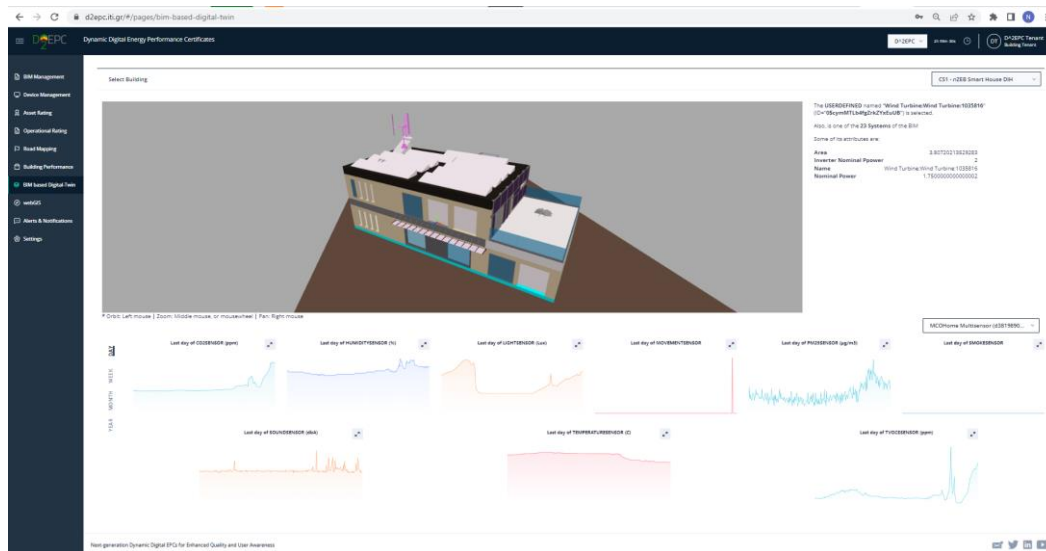 d2epc.iti.gr/#/pages/bim-based-digital-twin
D2EPC
Dynamic Digital Energy Performance Certificates
D^2EPC
DT
D^2EPC Tenant
Building Tenant
BIM Management
Device Management
Asset Rating
Operational Rating
Road Mapping
Building Performance
BIM based Digital-Twin
webGIS
Alerts & Notifications
Settings
Select Building
CS1 - nZEB Smart House DIH
The USERDEFINED named "Wind Turbine:Wind Turbine:1035816"
is selected.
Also, is one of the 23 Systems of the BIM
Some of its attributes are:
Area
Inverter Nominal Ppower 2
Name Wind Turbine:Wind Turbine:1035816
Nominal Power 1.7500000000000002
* Orbit: Left mouse | Zoom: Middle mouse, or mousewheel | Pan: Right mouse
MCOHome Multisensor
DAY
WEEK
MONTH
YEAR
Last day of CO2SENSOR (ppm)
Last day of HUMIDITYSENSOR (%)
Last day of LIGHTSENSOR (Lux)
Last day of MOVEMENTSENSOR
Last day of PM25SENSOR (μg/m3)
Last day of SMOKESENSOR
Last day of SOUNDSENSOR (dbA)
Last day of TEMPERATURESENSOR (C)
Last day of TVOCSSENSOR (ppm)
Next generation Dynamic Digital EPCs for Enhanced Quality and User Awareness